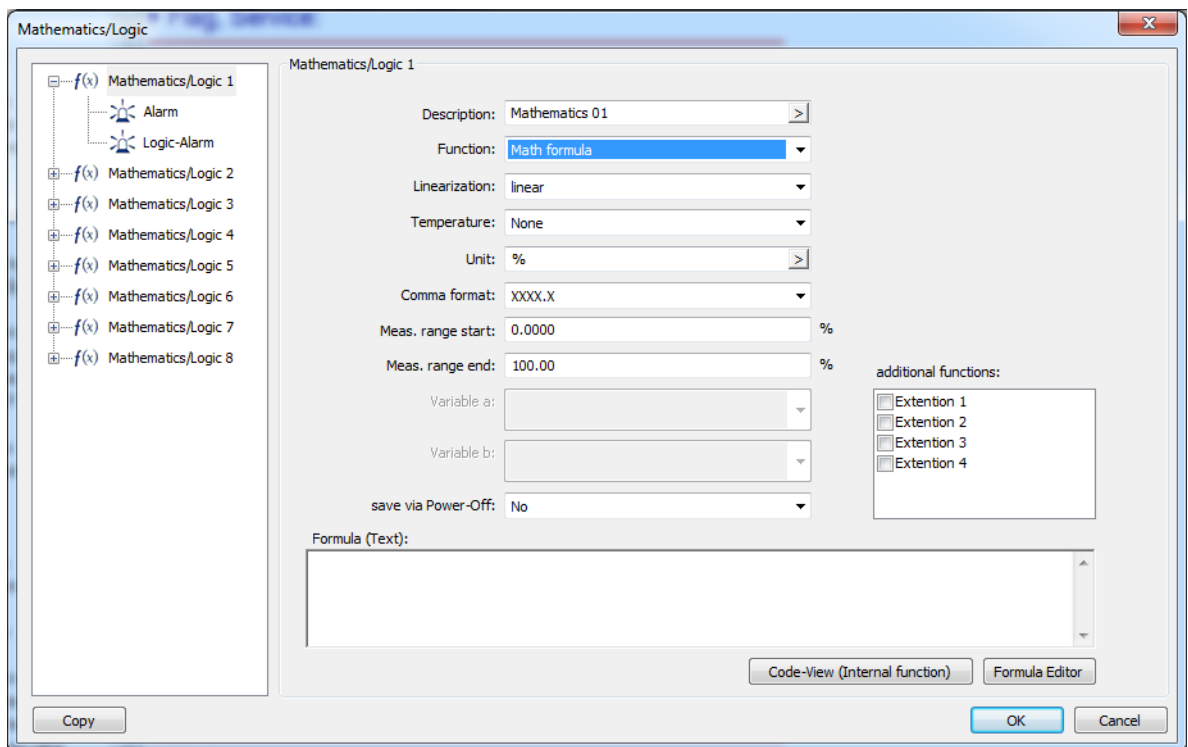 Flag, Service
Mathematics/Logic
x
f(x) Mathematics/Logic 1
Alarm
Logic-Alarm
f(x) Mathematics/Logic 2
f(x) Mathematics/Logic 3
f(x) Mathematics/Logic 4
f(x) Mathematics/Logic 5
f(x) Mathematics/Logic 6
f(x) Mathematics/Logic 7
f(x) Mathematics/Logic 8
Mathematics/Logic 1
Description: Mathematics 01 >
Function: Math formula
Linearization: linear
Temperature: None
Unit: % >
Comma format: XXXX.X
Meas. range start: 0.0000 %
Meas. range end: 100.00 %
Variable a:
Variable b:
save via Power-Off: No
additional functions:
Extention 1
Extention 2
Extention 3
Extention 4
Formula (Text):
Code-View (Internal function) Formula Editor
Copy OK Cancel